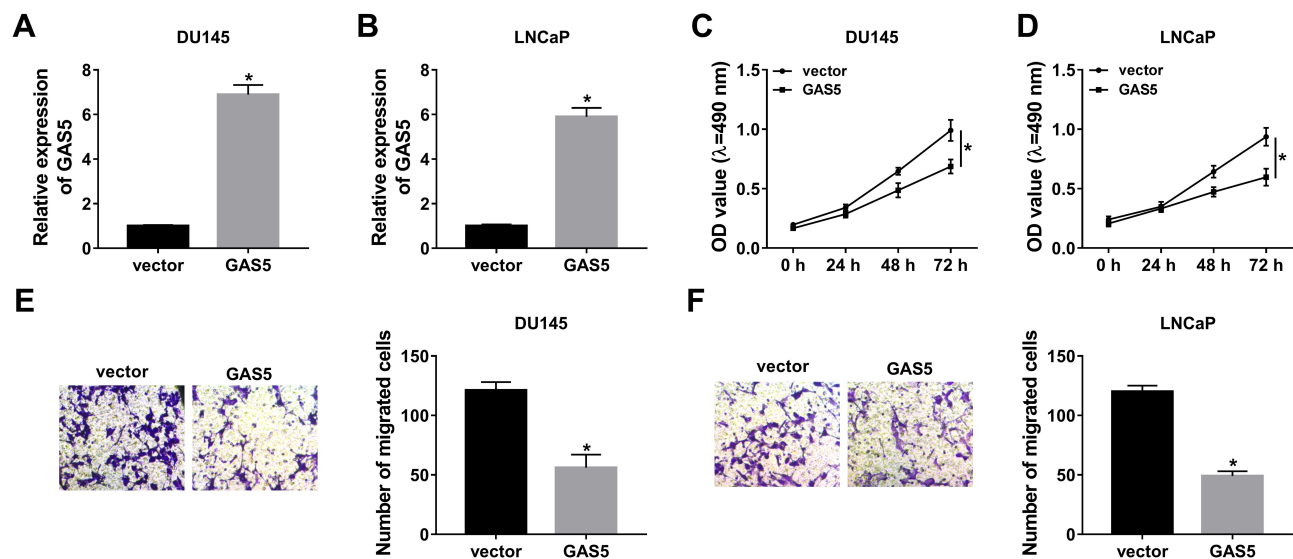 A
DU145
Relative expression
of GAS5
8
6
4
2
0
*
vector
GAS5
B
LNCaP
Relative expression
of GAS5
8
6
4
2
0
*
vector
GAS5
C
DU145
OD value (λ=490 nm)
1.5
1.0
0.5
0.0
vector
GAS5
*
0 h
24 h
48 h
72 h
D
LNCaP
OD value (λ=490 nm)
1.5
1.0
0.5
0.0
vector
GAS5
*
0 h
24 h
48 h
72 h
E
vector
GAS5
DU145
Number of migrated cells
150
100
50
0
*
vector
GAS5
F
vector
GAS5
LNCaP
Number of migrated cells
150
100
50
0
*
vector
GAS5